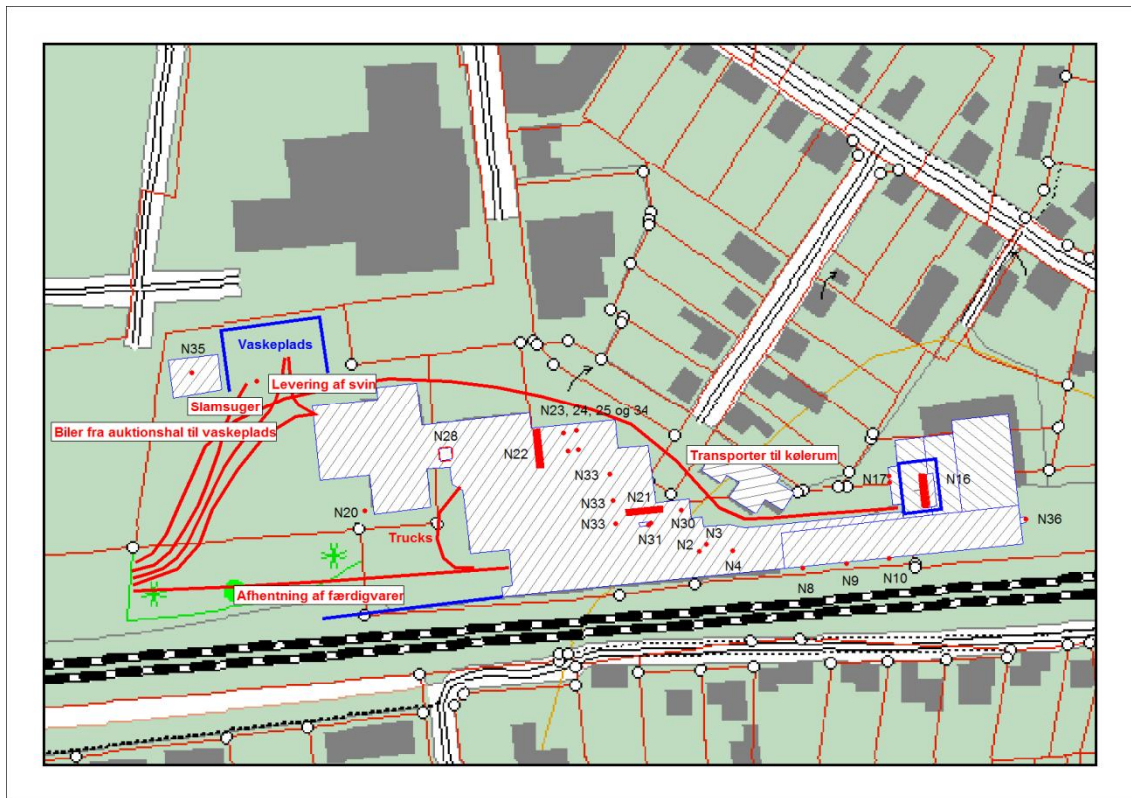 Vaskeplads
N35
Levering af svin
Slamsuger
N23, 24, 25 og 34
Biler fra auktionshal til vaskeplads
N28
N22
Transporter til kølerum
N33
N17
N16
N21
N33
N20
N33
N30
N36
N31
N3
Trucks
N2
N4
N9
N10
N8
Afhentning af færdigvarer